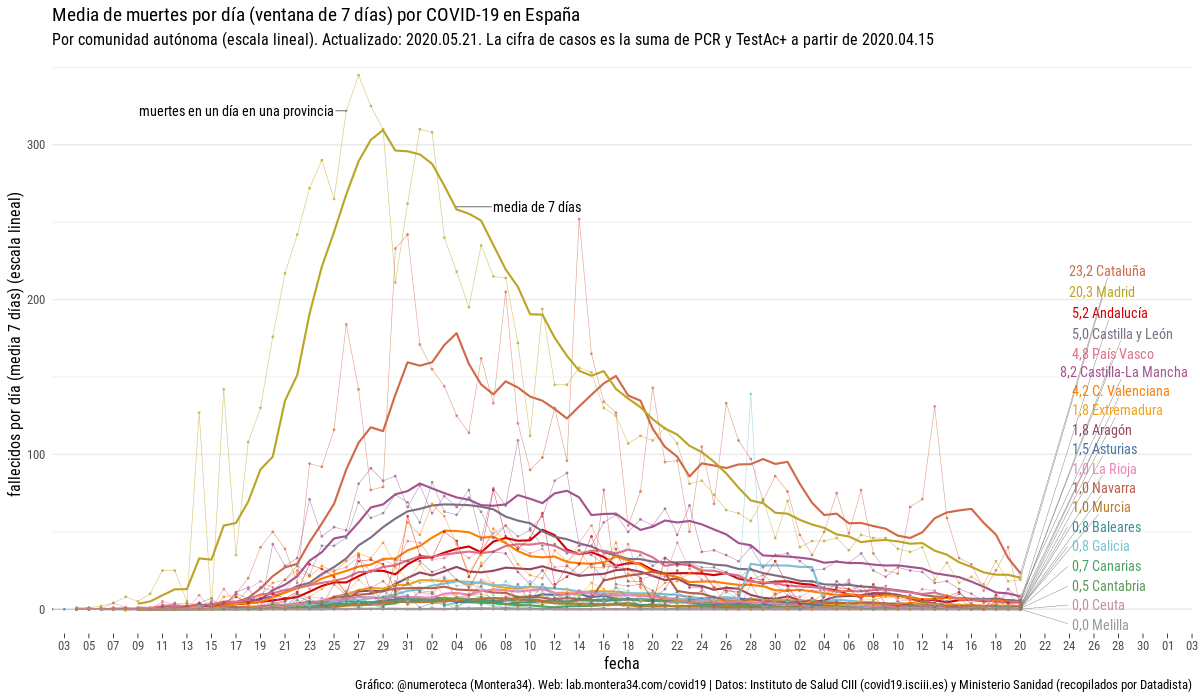 Media de muertes por día (ventana de 7 días) por COVID-19 en España
Por comunidad autónoma (escala lineal). Actualizado: 2020.05.21. La cifra de casos es la suma de PCR y TestAc+ a partir de 2020.04.15
muertes en un día en una provincia
media de 7 días
fallecidos por día (media 7 días) (escala lineal)
300
200
100
0
23,2 Cataluña
20,3 Madrid
5,2 Andalucía
5,0 Castilla y León
4,8 País Vasco
8,2 Castilla-La Mancha
4,2 C. Valenciana
1,8 Extremadura
1,8 Aragón
1,5 Asturias
1,0 La Rioja
1,0 Navarra
1,0 Murcia
0,8 Baleares
0,8 Galicia
0,7 Canarias
0,5 Cantabria
0,0 Ceuta
0,0 Melilla
03 05 07 09 11 13 15 17 19 21 23 25 27 29 31 02 04 06 08 10 12 14 16 18 20 22 24 26 28 30 02 04 06 08 10 12 14 16 18 20 22 24 26 28 30 01 03
fecha
Gráfico: @numeroteca (Montera34). Web: lab.montera34.com/covid19 | Datos: Instituto de Salud CIII (covid19.isciii.es) y Ministerio Sanidad (recopilados por Datadista)